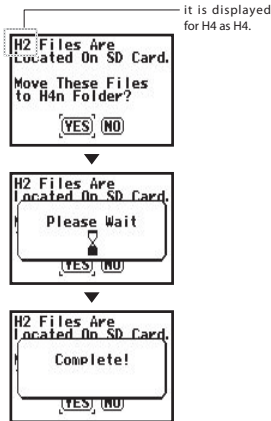 it is displayed
for H4 as H4.
H2 Files Are
Located On SD Card.
Move These Files
to H4n Folder?
YES NO
H2 Files Are
Located On SD Card.
Please Wait
YES NO
H2 Files Are
Located On SD Card.
Complete!
YES NO